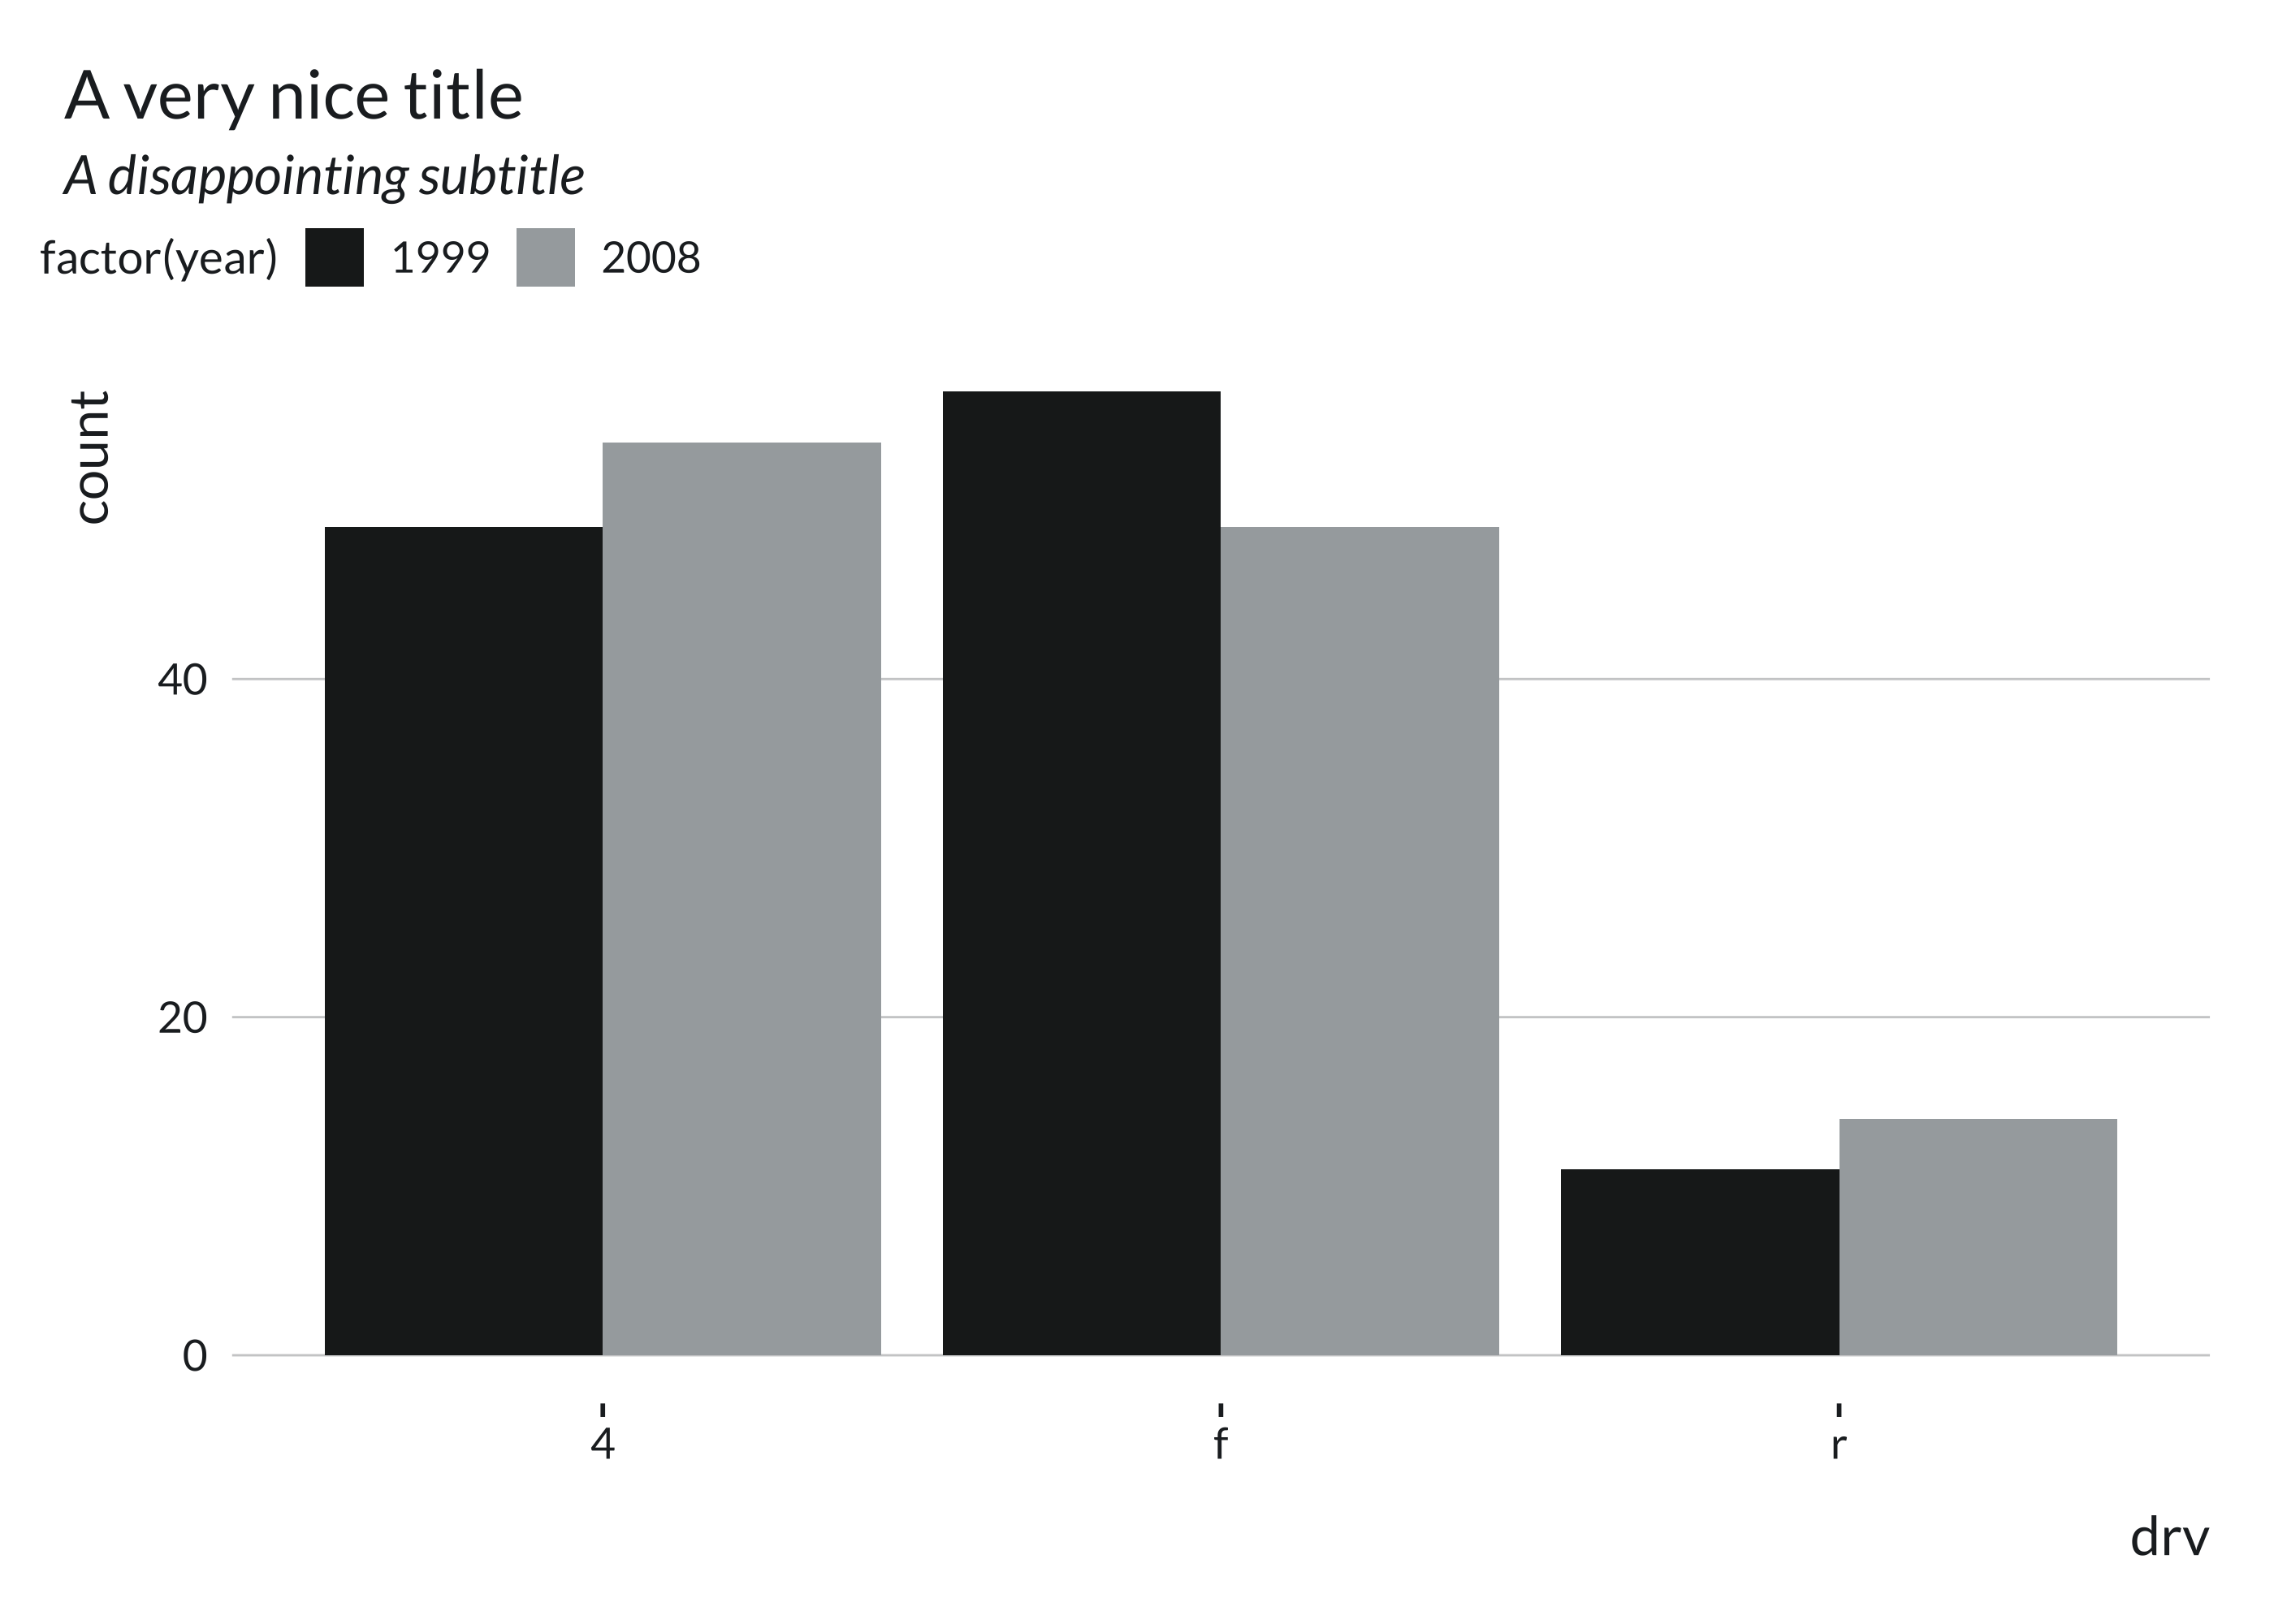 A very nice title
A disappointing subtitle
factor(year) 1999 2008
count
40
20
0
4 f r
drv